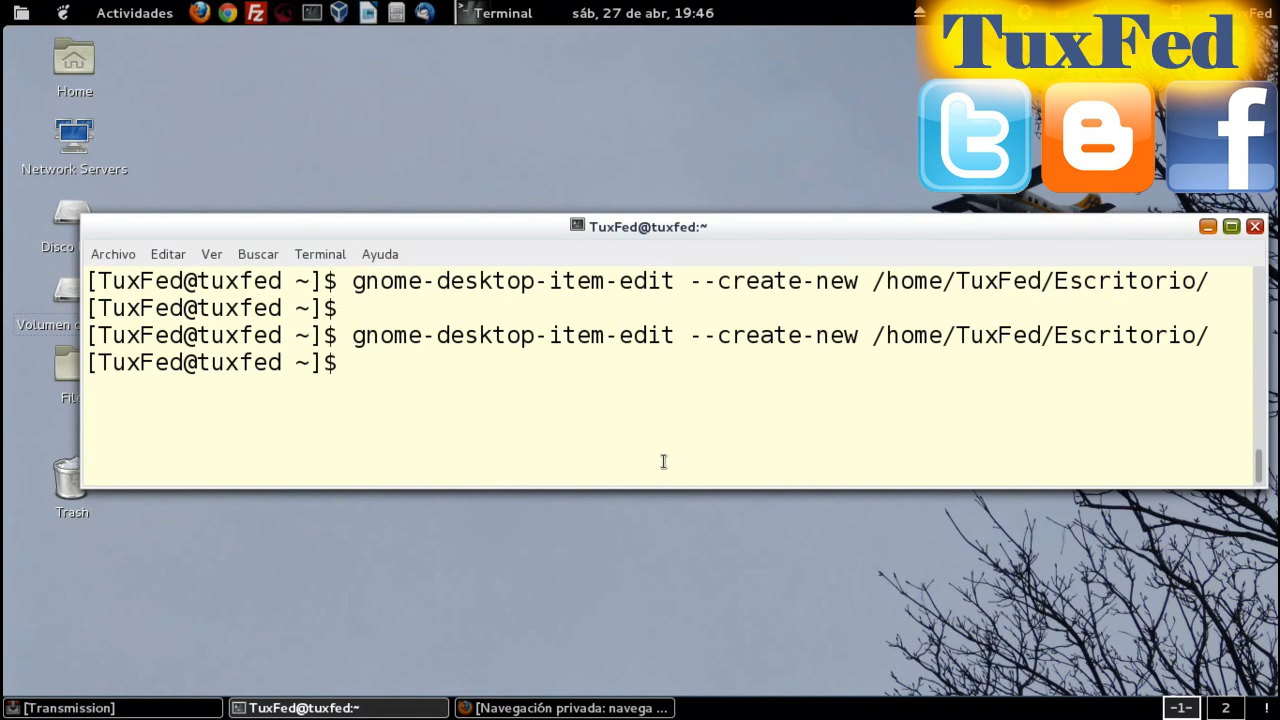 Actividades
Terminal
sáb, 27 de abr, 19:46
TuxFed
Home
Network Servers
Disco
Volumen
Trash
TuxFed@tuxfed:~
Archivo Editar Ver Buscar Terminal Ayuda
[TuxFed@tuxfed ~]$ gnome-desktop-item-edit --create-new /home/TuxFed/Escritorio/
[TuxFed@tuxfed ~]$
[TuxFed@tuxfed ~]$ gnome-desktop-item-edit --create-new /home/TuxFed/Escritorio/
[TuxFed@tuxfed ~]$
[Transmission]
TuxFed@tuxfed:~
[Navegación privada: navega ...
-1-
2
!